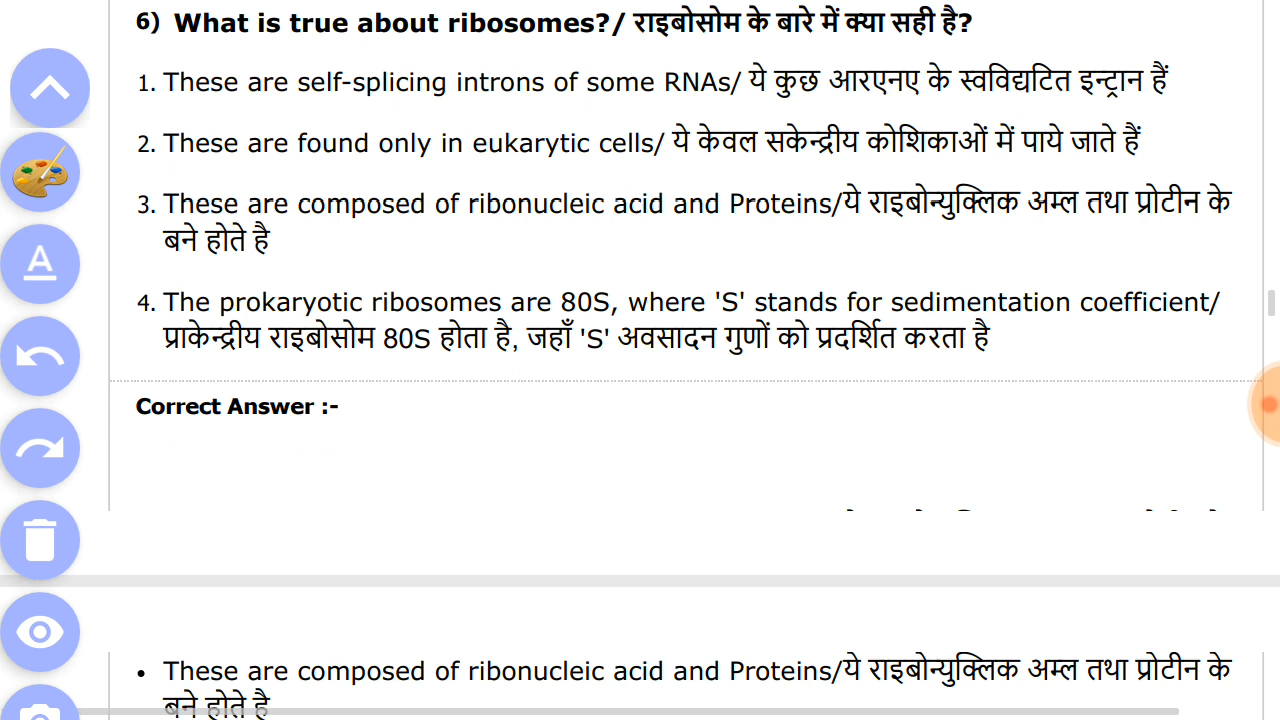 6) What is true about ribosomes?/ राइबोसोम के बारे में क्या सही है?
1. These are self-splicing introns of some RNAs/ ये कुछ आरएनए के स्वविद्यटित इन्ट्रान हैं
2. These are found only in eukarytic cells/ ये केवल सकेन्द्रीय कोशिकाओं में पाये जाते हैं
3. These are composed of ribonucleic acid and Proteins/ये राइबोन्युक्लिक अम्ल तथा प्रोटीन के
बने होते है
4. The prokaryotic ribosomes are 80S, where 'S' stands for sedimentation coefficient/
प्राकेन्द्रीय राइबोसोम 80S होता है, जहाँ 'S' अवसादन गुणों को प्रदर्शित करता है
Correct Answer :-
• These are composed of ribonucleic acid and Proteins/ये राइबोन्युक्लिक अम्ल तथा प्रोटीन के
बने होते है
A